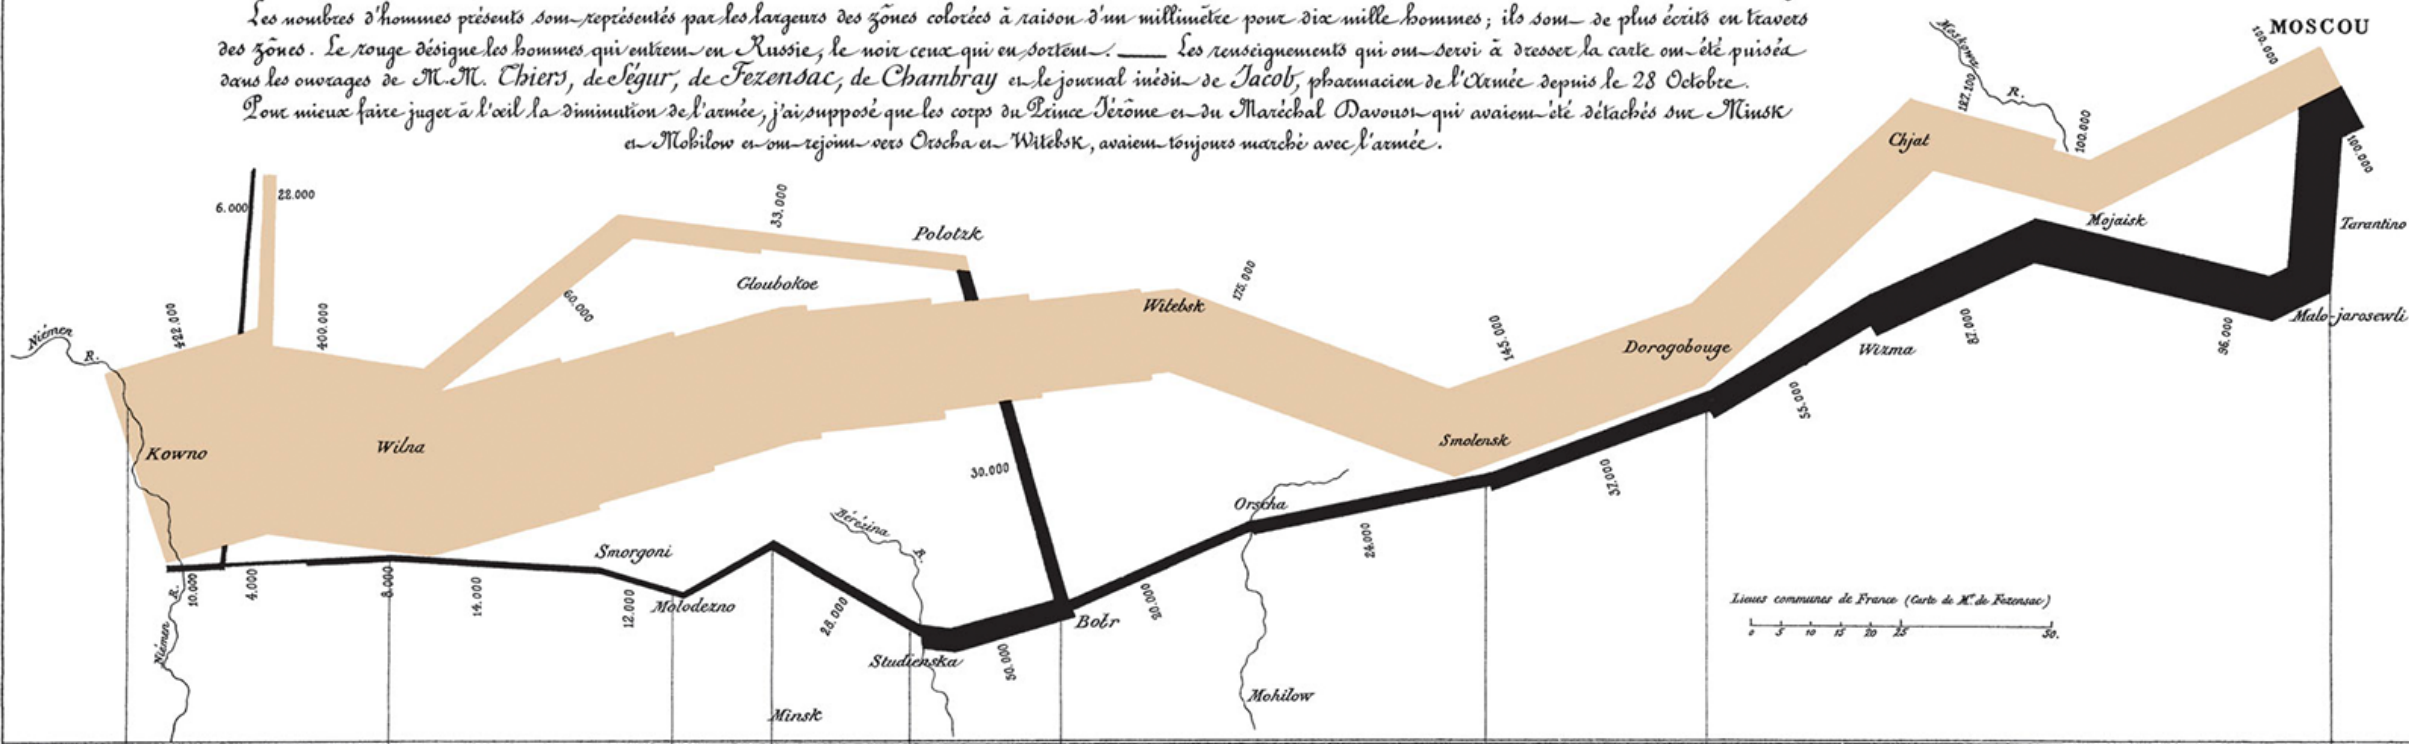 Les nombres d'hommes présents sont représentés par les largeurs des zônes colorées à raison d'un millimètre pour dix mille hommes; ils sont de plus écrits en travers
des zônes. Le rouge désigne les hommes qui entrent en Russie, le noir ceux qui en sortent. — Les renseignements qui ont servi à dresser la carte ont été puisés
dans les ouvrages de M.M. Thiers, de Ségur, de Fezensac, de Chambray et le journal inédit de Jacob, pharmacien de l'Armée depuis le 28 Octobre.
Pour mieux faire juger à l'œil la diminution de l'armée, j'ai supposé que les corps du Prince Jérôme et du Maréchal Davoust qui avaient été détachés sur Minsk
et Mohilow et ont rejoint vers Orscha et Witebsk, avaient toujours marché avec l'armée.
MOSCOU
100.000
Moskowa
R.
127.100
100.000
Chjat
Mojaisk
100.000
Tarantino
Malo-jarosewli
6.000
22.000
33.000
Polotzk
Gloubokoe
60.000
Witebsk
175.000
422.000
400.000
Niémen
R.
Kowno
Wilna
145.000
Dorogobouge
Smolensk
Wizma
87.000
96.000
55.000
37.000
30.000
Orscha
24.000
Bérézina
R.
Smorgoni
Molodezno
10.000
4.000
8.000
14.000
12.000
28.000
Studienska
50.000
Bobr
20.000
Niémen
R.
Minsk
Mohilow
Lieues communes de France (Carte de M. de Fezensac)
0 5 10 15 20 25 50.